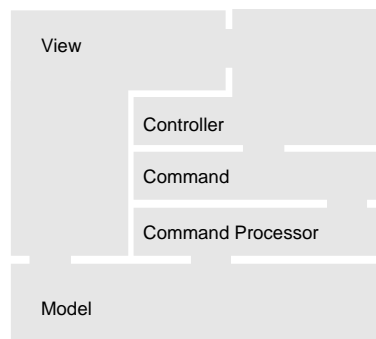 View
Controller
Command
Command Processor
Model